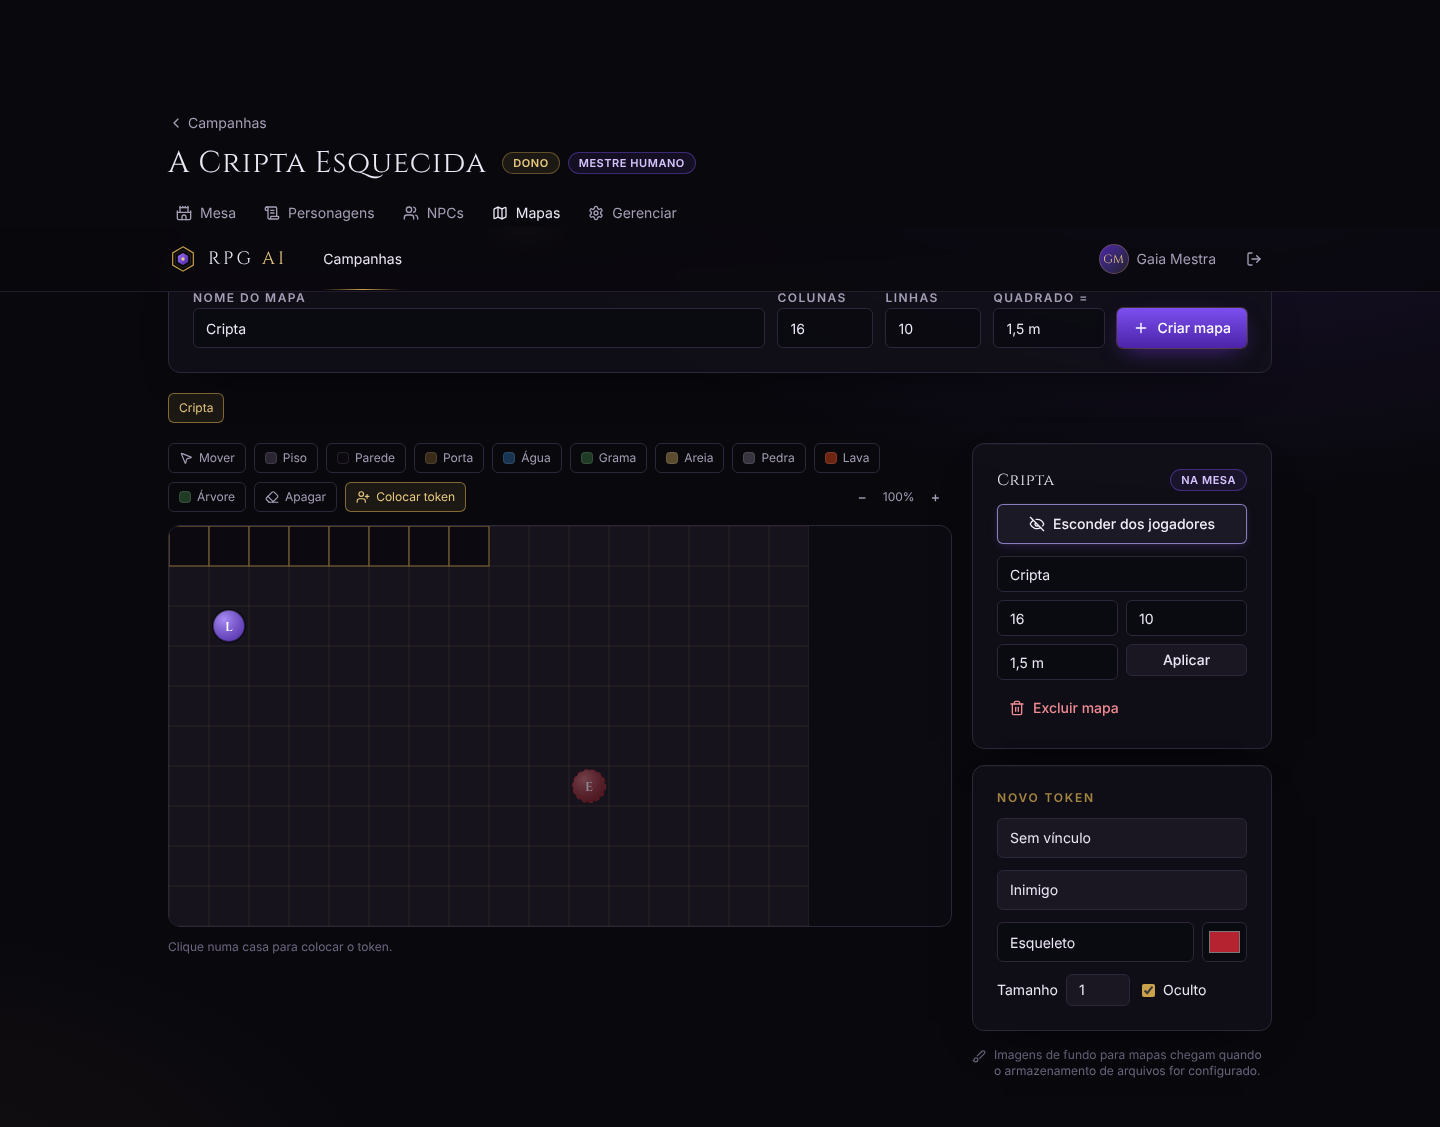 Campanhas
A Cripta Esquecida DONO MESTRE HUMANO
Mesa Personagens NPCs Mapas Gerenciar
RPG AI Campanhas GM Gaia Mestra
NOME DO MAPA COLUNAS LINHAS QUADRADO =
Cripta 16 10 1,5 m + Criar mapa
Cripta
Mover Piso Parede Porta Água Grama Areia Pedra Lava
Árvore Apagar Colocar token − 100% +
L
E
Clique numa casa para colocar o token.
Cripta NA MESA
Esconder dos jogadores
Cripta
16 10
1,5 m Aplicar
Excluir mapa
NOVO TOKEN
Sem vínculo
Inimigo
Esqueleto
Tamanho 1 Oculto
Imagens de fundo para mapas chegam quando
o armazenamento de arquivos for configurado.